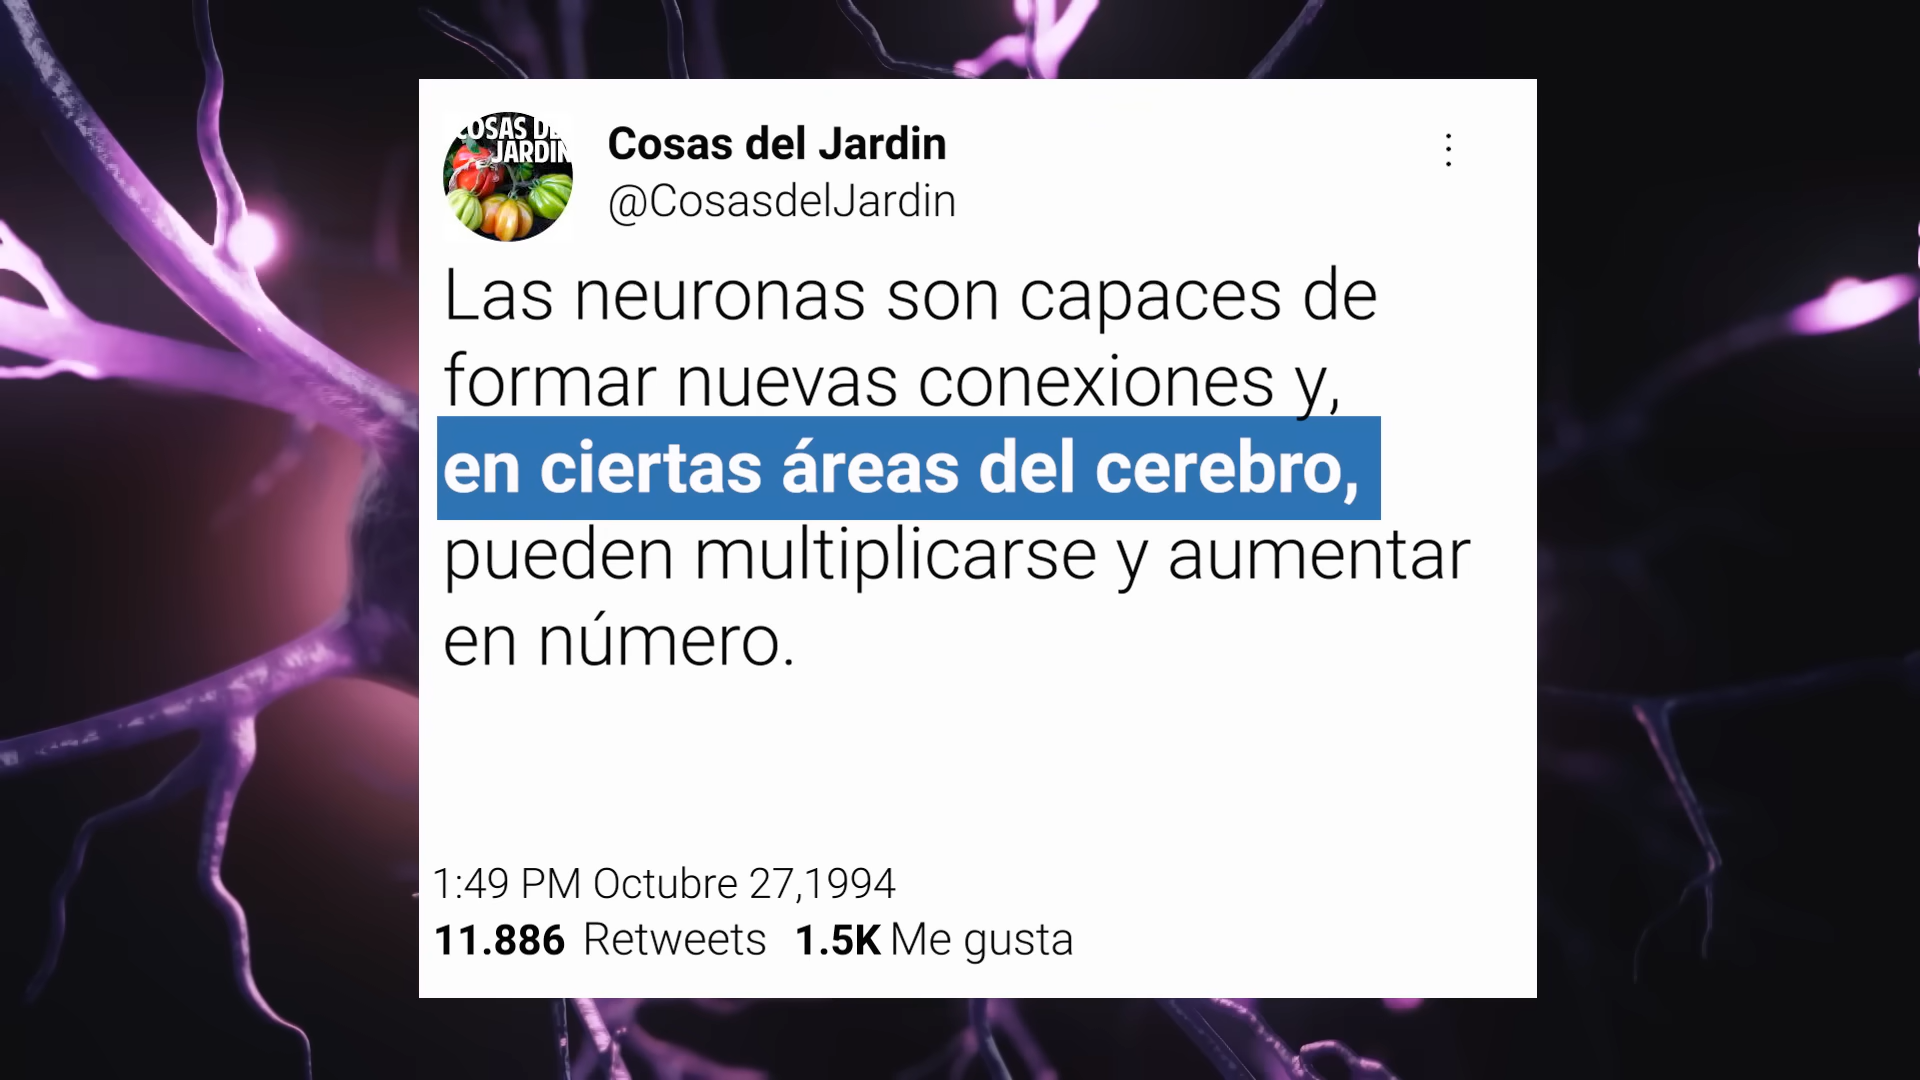 COSAS DE
JARDIN
Cosas del Jardin
@CosasdelJardin
Las neuronas son capaces de
formar nuevas conexiones y,
en ciertas áreas del cerebro,
pueden multiplicarse y aumentar
en número.
1:49 PM Octubre 27,1994
11.886 Retweets 1.5K Me gusta